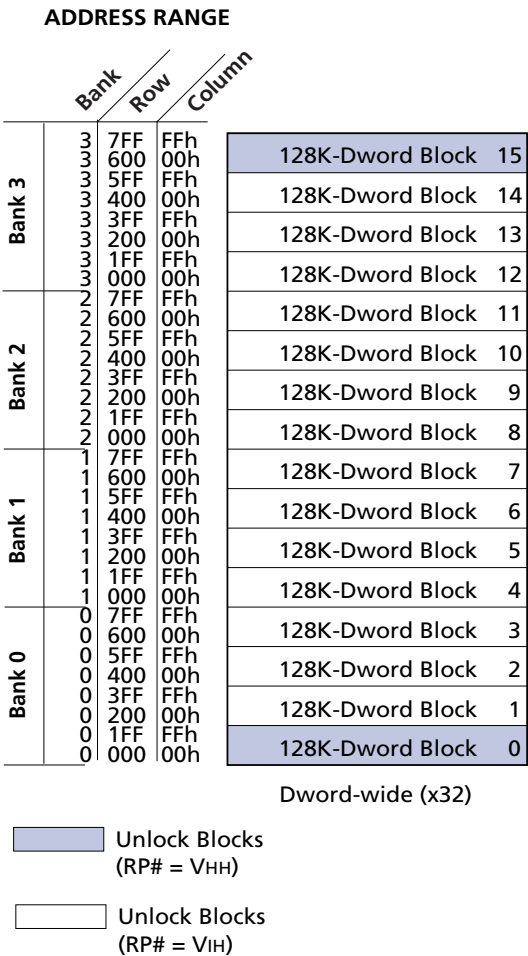 ADDRESS RANGE
Bank Row Column
Bank 3
3 7FF FFh
3 600 00h
128K-Dword Block 15
3 5FF FFh
3 400 00h
128K-Dword Block 14
3 3FF FFh
3 200 00h
128K-Dword Block 13
3 1FF FFh
3 000 00h
128K-Dword Block 12
Bank 2
2 7FF FFh
2 600 00h
128K-Dword Block 11
2 5FF FFh
2 400 00h
128K-Dword Block 10
2 3FF FFh
2 200 00h
128K-Dword Block 9
2 1FF FFh
2 000 00h
128K-Dword Block 8
Bank 1
1 7FF FFh
1 600 00h
128K-Dword Block 7
1 5FF FFh
1 400 00h
128K-Dword Block 6
1 3FF FFh
1 200 00h
128K-Dword Block 5
1 1FF FFh
1 000 00h
128K-Dword Block 4
Bank 0
0 7FF FFh
0 600 00h
128K-Dword Block 3
0 5FF FFh
0 400 00h
128K-Dword Block 2
0 3FF FFh
0 200 00h
128K-Dword Block 1
0 1FF FFh
0 000 00h
128K-Dword Block 0
Dword-wide (x32)
Unlock Blocks
(RP# = VHH)
Unlock Blocks
(RP# = VIH)